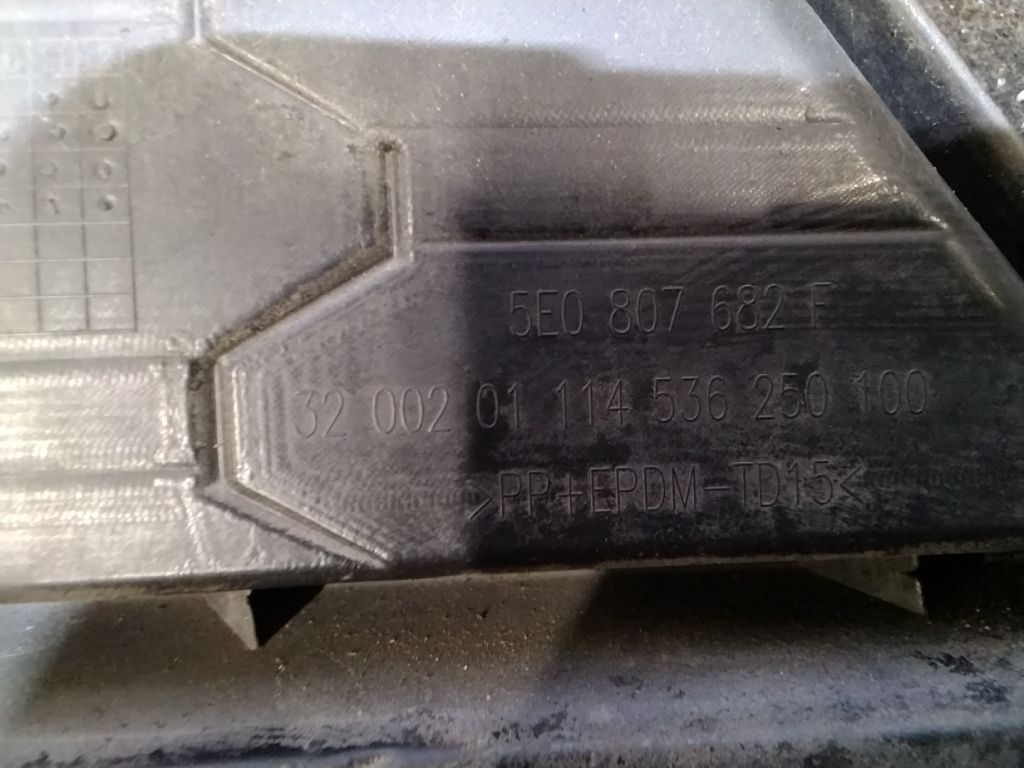 5E0 807 682 F
32 002 01 114 536 250 100
>PP+EPDM-TD15<